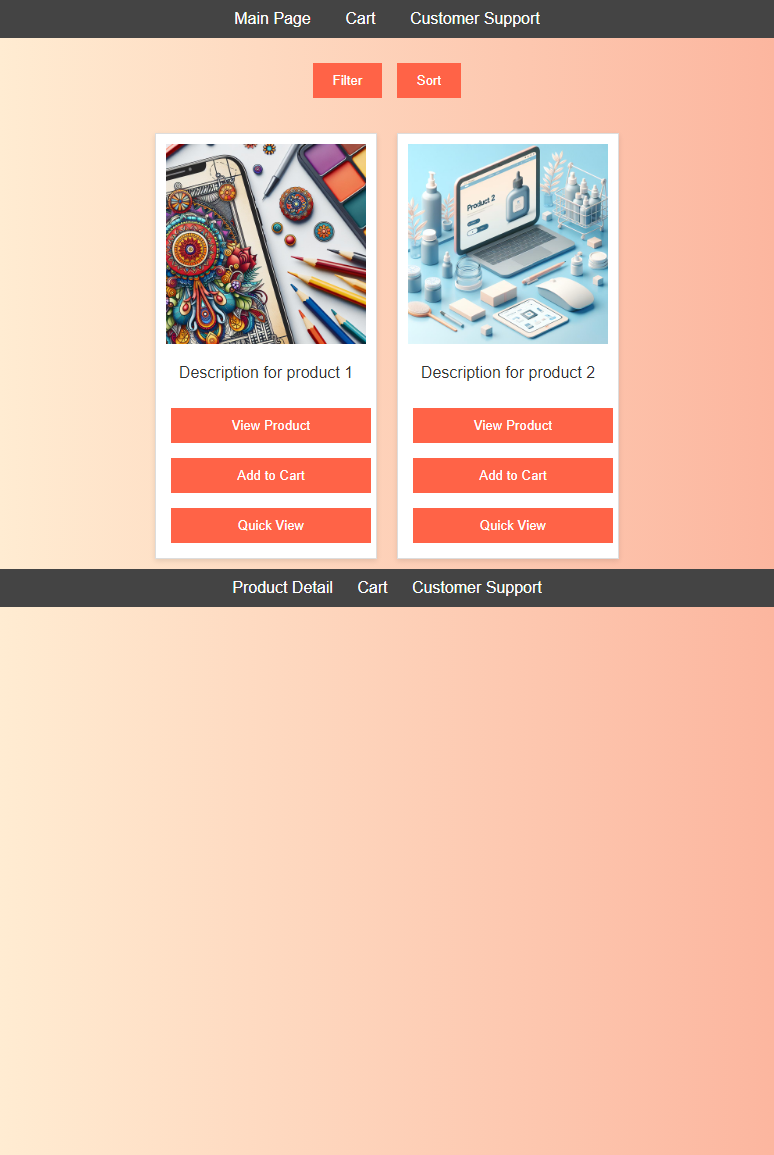 Main Page Cart Customer Support
Filter Sort
Product 2
Description for product 1
View Product
Add to Cart
Quick View
Description for product 2
View Product
Add to Cart
Quick View
Product Detail Cart Customer Support